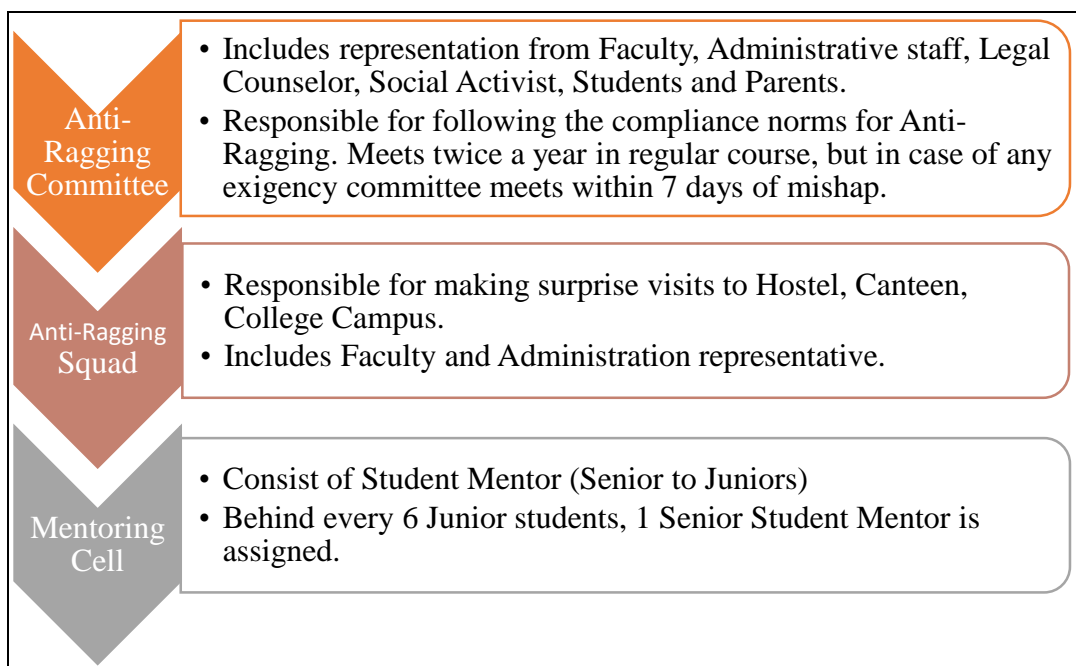 Anti-
Ragging
Committee
• Includes representation from Faculty, Administrative staff, Legal
Counselor, Social Activist, Students and Parents.
• Responsible for following the compliance norms for Anti-
Ragging. Meets twice a year in regular course, but in case of any
exigency committee meets within 7 days of mishap.
Anti-Ragging
Squad
• Responsible for making surprise visits to Hostel, Canteen,
College Campus.
• Includes Faculty and Administration representative.
Mentoring
Cell
• Consist of Student Mentor (Senior to Juniors)
• Behind every 6 Junior students, 1 Senior Student Mentor is
assigned.